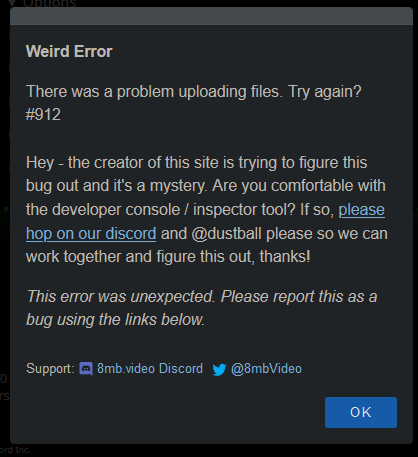 Options
Weird Error
There was a problem uploading files. Try again?
#912
Hey - the creator of this site is trying to figure this
bug out and it's a mystery. Are you comfortable with
the developer console / inspector tool? If so, please
hop on our discord and @dustball please so we can
work together and figure this out, thanks!
This error was unexpected. Please report this as a
bug using the links below.
Support: 8mb.video Discord @8mbVideo
OK
ord Inc.